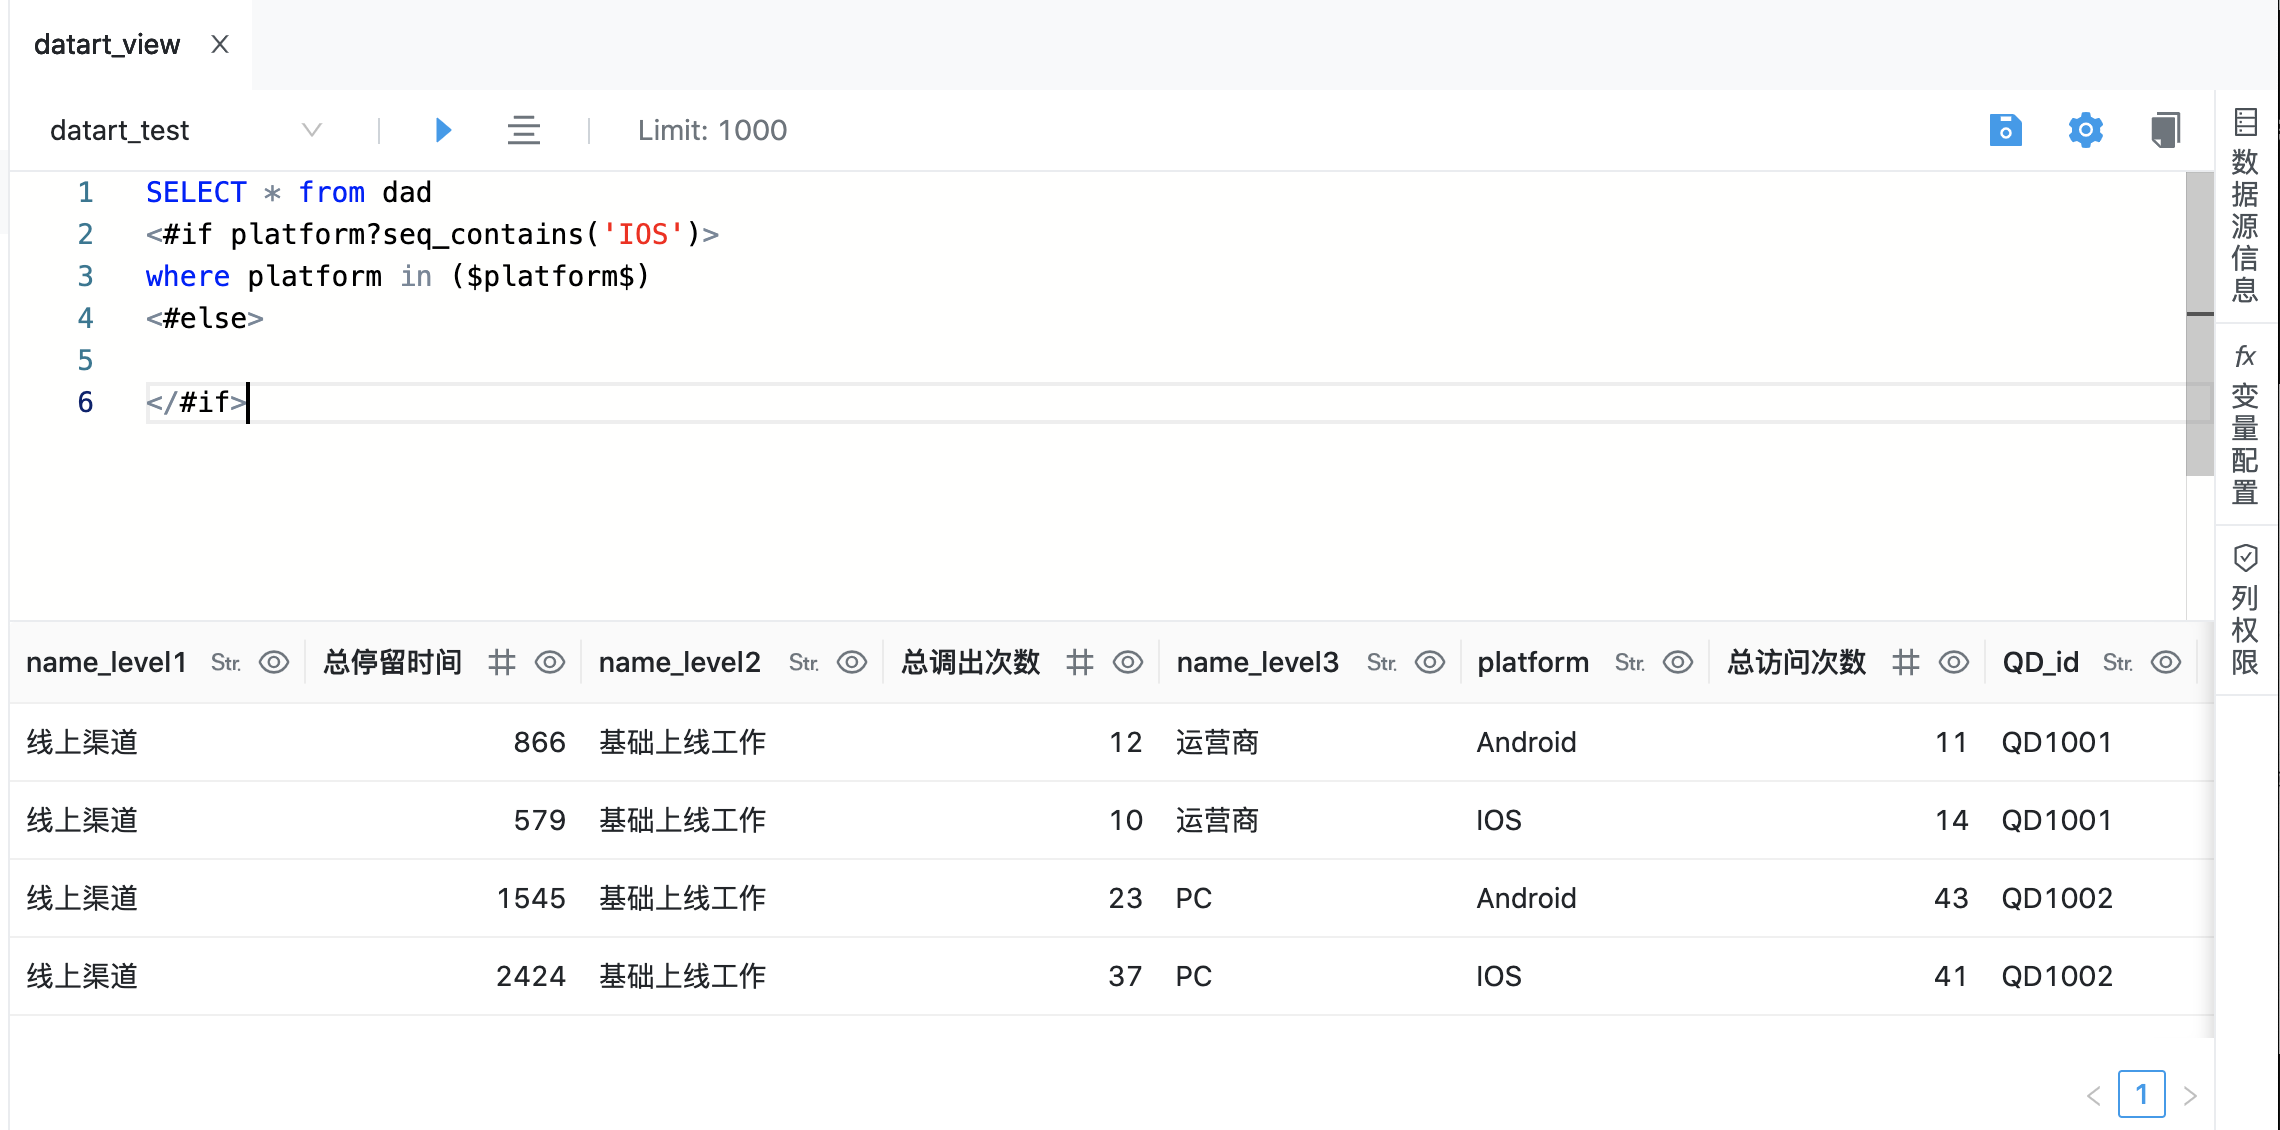 datart_view
datart_test Limit: 1000
1 SELECT * from dad
2 <#if platform?seq_contains('IOS')>
3 where platform in ($platform$)
4 <#else>
5
6 </#if>
name_level1 Str. 总停留时间 name_level2 Str. 总调出次数 name_level3 Str. platform Str. 总访问次数 QD_id Str.
线上渠道 866 基础上线工作 12 运营商 Android 11 QD1001
线上渠道 579 基础上线工作 10 运营商 IOS 14 QD1001
线上渠道 1545 基础上线工作 23 PC Android 43 QD1002
线上渠道 2424 基础上线工作 37 PC IOS 41 QD1002
< 1 >
数据源信息
fx 变量配置
列权限